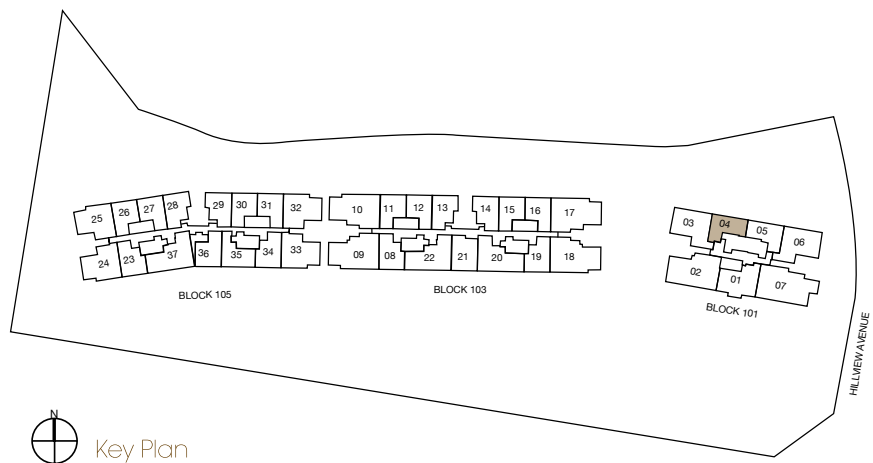 25 26 27 28 29 30 31 32 10 11 12 13 14 15 16 17 03 04 05 06
24 23 37 36 35 34 33 09 08 22 21 20 19 18 02 01 07
BLOCK 105 BLOCK 103 BLOCK 101
HILLVIEW AVENUE
N
Key Plan